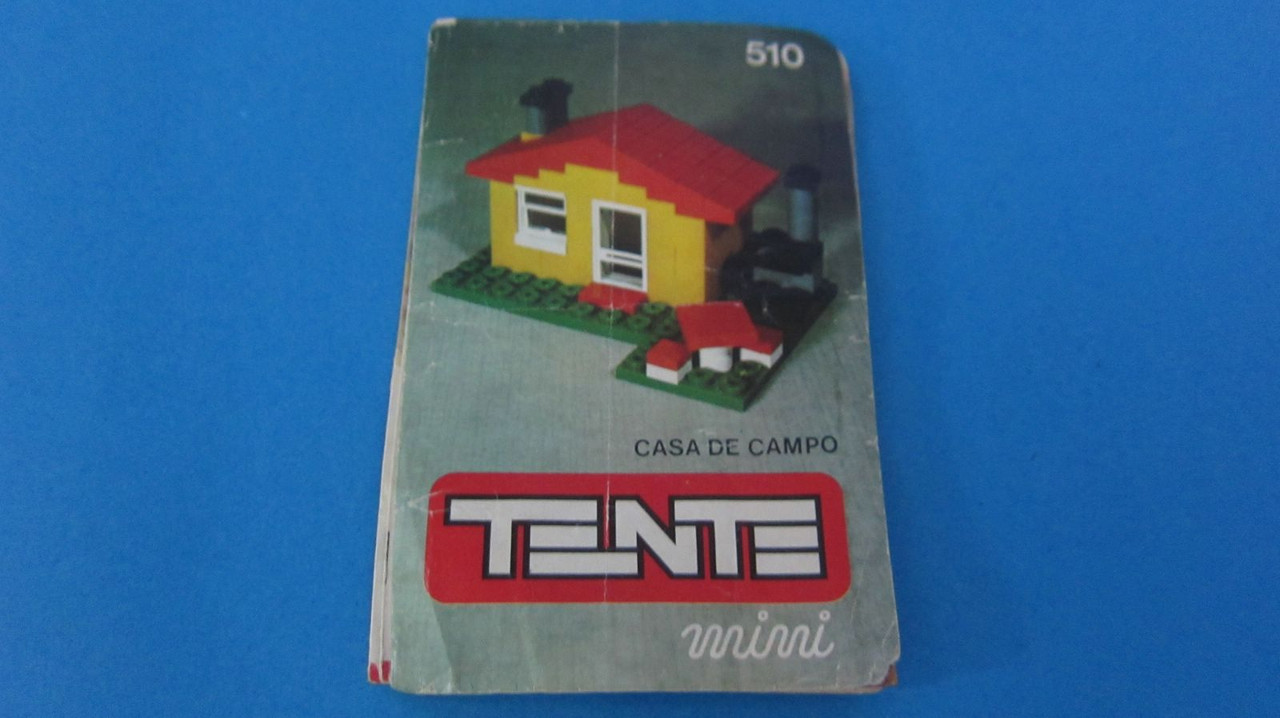 510
CASA DE CAMPO
TENTE
mini